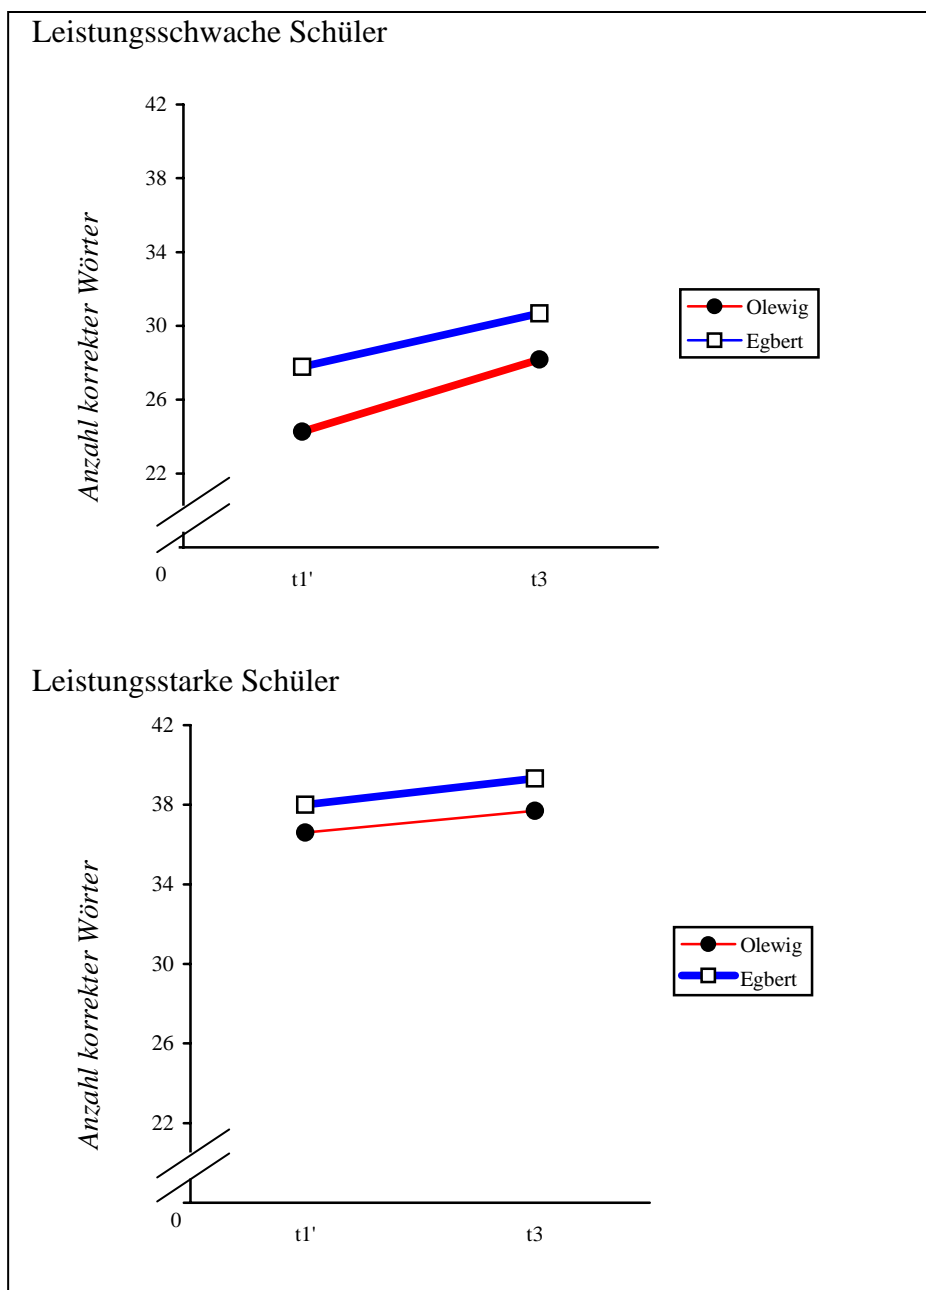 Leistungsschwache Schüler
42
38
34
30
26
22
0
Anzahl korrekter Wörter
t1'
t3
Olewig
Egbert
Leistungsstarke Schüler
42
38
34
30
26
22
0
Anzahl korrekter Wörter
t1'
t3
Olewig
Egbert